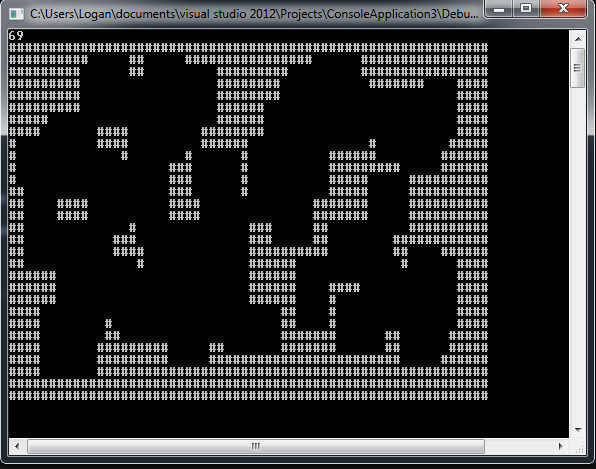 C:\Users\Logan\documents\visual studio 2012\Projects\ConsoleApplication3\Debu...
69
############################################################
##########     ##     ################      ################
#########      ##         #########         ################
#########                 ########           #######    ####
#########                 ########                      ####
#########                 ######                        ####
#####                     ######                        ####
####       ####         ########                        ####
#          ####         ######               #         #####
#             #       #      #          ######        ######
#                   ###      #          #########     ######
#                   ###      #          #####     ##########
##                  ###      #          #####     ##########
##    ####          ####              #######     ##########
##    ####          ####              #######     ##########
##             #              ###     ##          ##########
##           ###              ###     ##        ############
##           ####             ##########        ##    ######
##              #             ######             #      ####
######                        ######                    ####
######                        ######    ####            ####
######                        ######    #               ####
####                              ##    #               ####
####        #                     ##    #               ####
####        ##                    #######      ##      #####
####       #########     ##       #######      ##      #####
####       #########     ########################     ######
####       #################################################
############################################################
############################################################